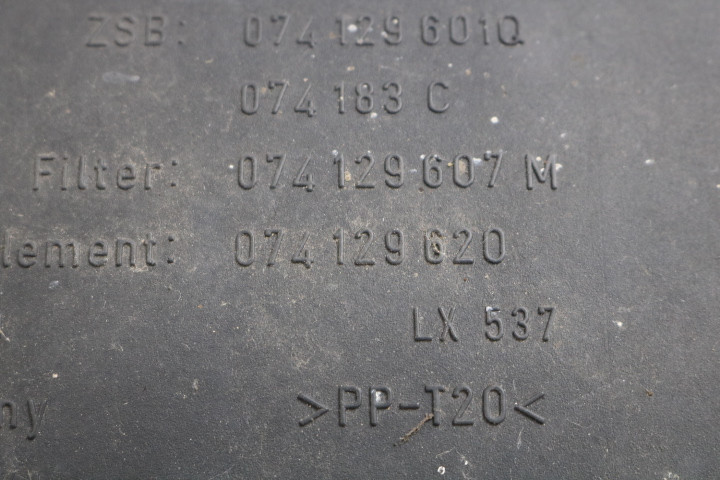 ZSB: 074 129 601Q
074 183 C
Filter: 074 129 607 M
lement: 074 129 620
LX 537
ny >PP-T20<